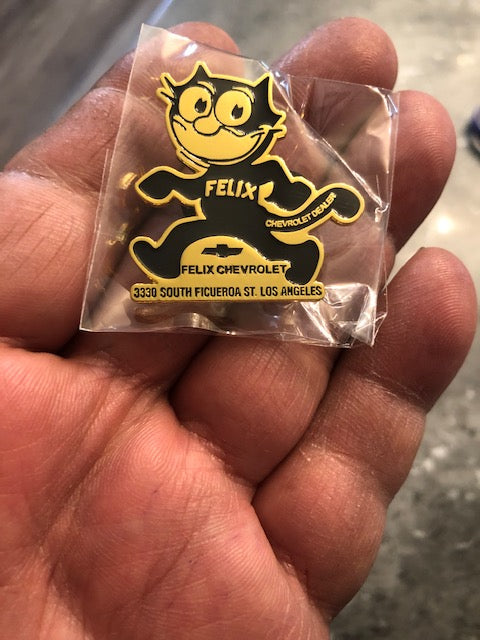 FELIX
CHEVROLET DEALER
FELIX CHEVROLET
3330 SOUTH FIGUEROA ST. LOS ANGELES